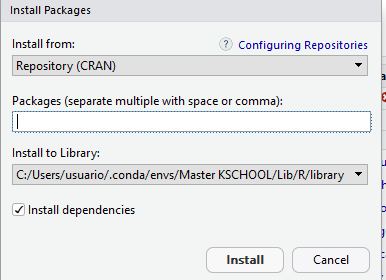 Install Packages
Install from:
? Configuring Repositories
Repository (CRAN)
Packages (separate multiple with space or comma):
Install to Library:
C:/Users/usuario/.conda/envs/Master KSCHOOL/Lib/R/library
Install dependencies
Install
Cancel